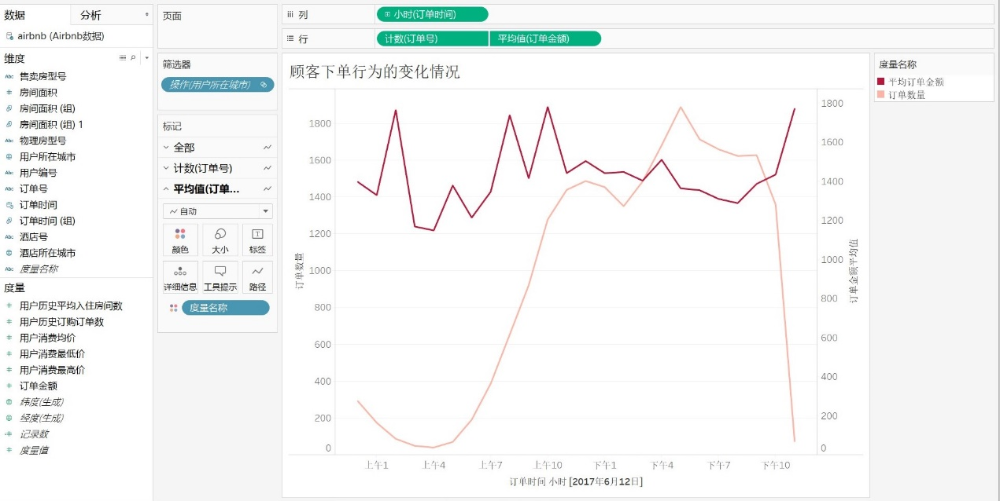 数据
分析
airbnb (Airbnb数据)
维度
Abc 售卖房型号
房间面积
房间面积 (组)
房间面积 (组) 1
Abc 物理房型号
用户所在城市
Abc 用户编号
Abc 订单号
订单时间
订单时间 (组)
Abc 酒店号
酒店所在城市
Abc 度量名称
度量
用户历史平均入住房间数
用户历史订购订单数
用户消费均价
用户消费最低价
用户消费最高价
订单金额
纬度(生成)
经度(生成)
记录数
度量值
页面
筛选器
操作(用户所在城市)
标记
全部
计数(订单号)
平均值(订单...
自动
颜色 大小 标签
详细信息 工具提示 路径
度量名称
iii 列
小时(订单时间)
行
计数(订单号) 平均值(订单金额)
顾客下单行为的变化情况
订单数量
1800
1600
1400
1200
1000
800
600
400
200
0
1800
1600
1400
1200
1000
800
600
400
200
0
订单金额平均值
上午1 上午4 上午7 上午10 下午1 下午4 下午7 下午10
订单时间 小时 [2017年6月12日]
度量名称
平均订单金额
订单数量